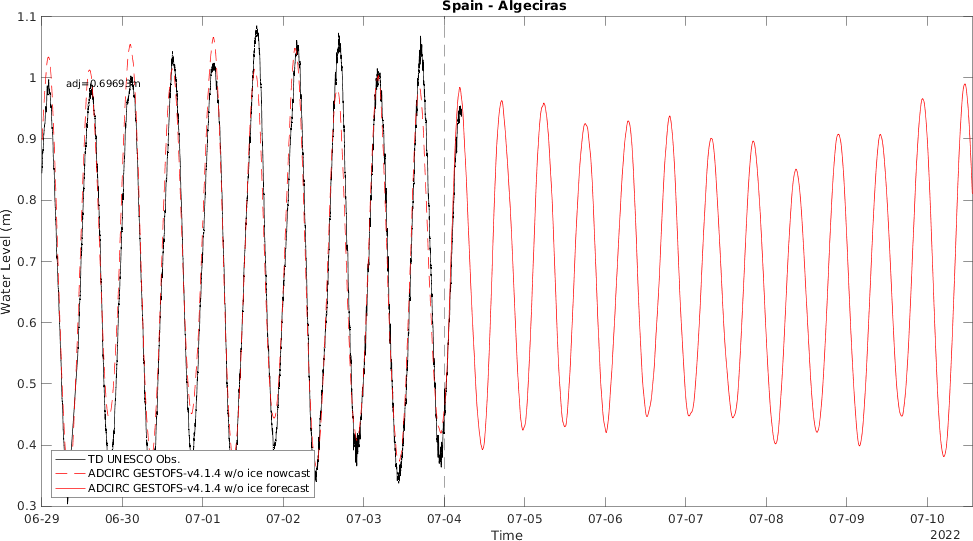 Spain - Algeciras
1.1
1
0.9
0.8
0.7
0.6
0.5
0.4
0.3
Water Level (m)
TD UNESCO Obs.
ADCIRC GESTOFS-v4.1.4 w/o ice nowcast
ADCIRC GESTOFS-v4.1.4 w/o ice forecast
06-29 06-30 07-01 07-02 07-03 07-04 07-05 07-06 07-07 07-08 07-09 07-10
Time
2022